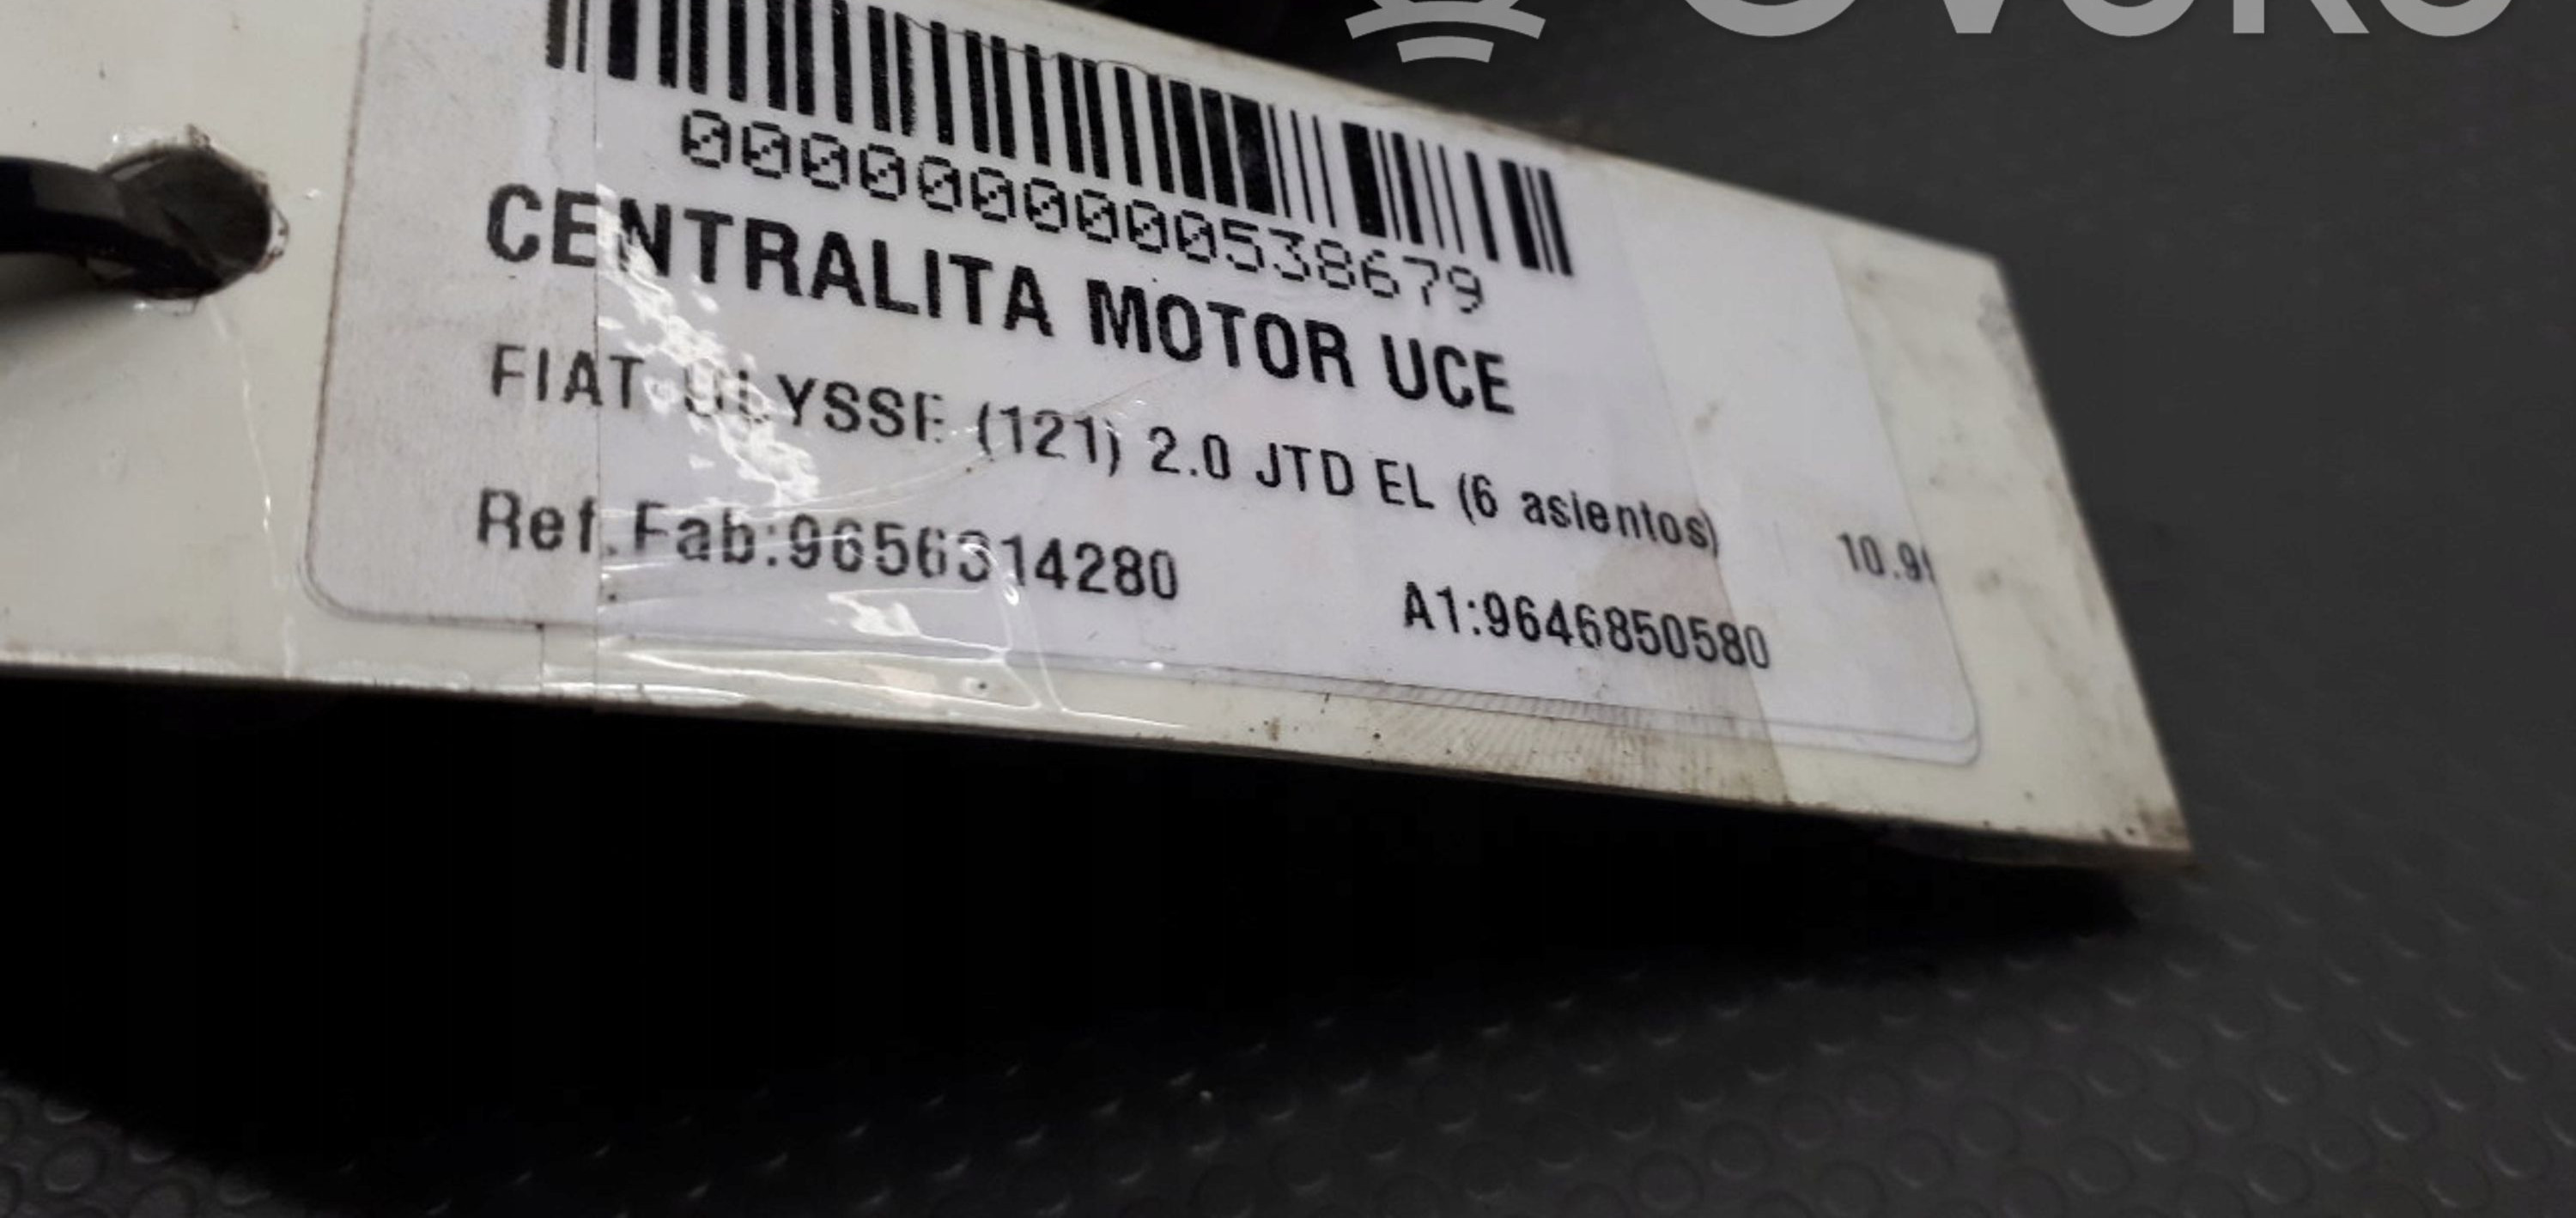 0000000000538679
CENTRALITA MOTOR UCE
FIAT ULYSSE (121) 2.0 JTD EL (6 asientos)
Ref.Fab:9656314280 A1:9646850580